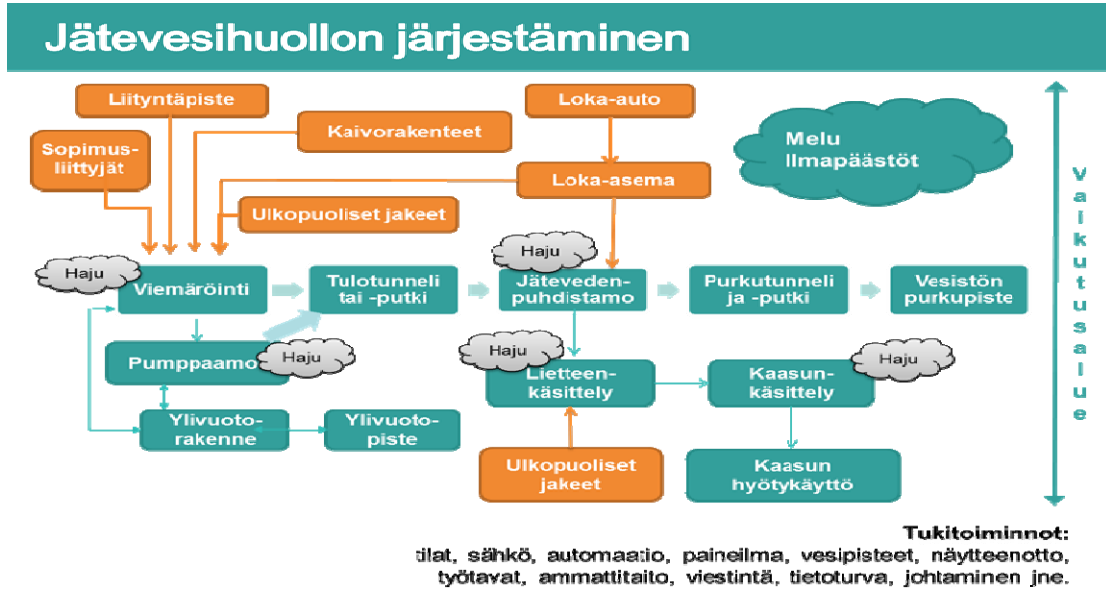 Jätevesihuollon järjestäminen
Liityntäpiste
Loka-auto
Kaivorakenteet
Melu
Ilmapäästöt
Sopimus-
liittyjät
Loka-asema
Ulkopuoliset jakeet
Vaikutusalue
Haju
Viemäröinti
Tulotunneli
tai -putki
Haju
Jäteveden-
puhdistamo
Purkutunneli
ja -putki
Vesistön
purkupiste
Pumppaamo
Haju
Haju
Lietteen-
käsittely
Kaasun-
käsittely
Haju
Ylivuoto-
rakenne
Ylivuoto-
piste
Ulkopuoliset
jakeet
Kaasun
hyötykäyttö
Tukitoiminnot:
tilat, sähkö, automaatio, paineilma, vesipisteet, näytteenotto,
työtavat, ammattitaito, viestintä, tietoturva, johtaminen jne.